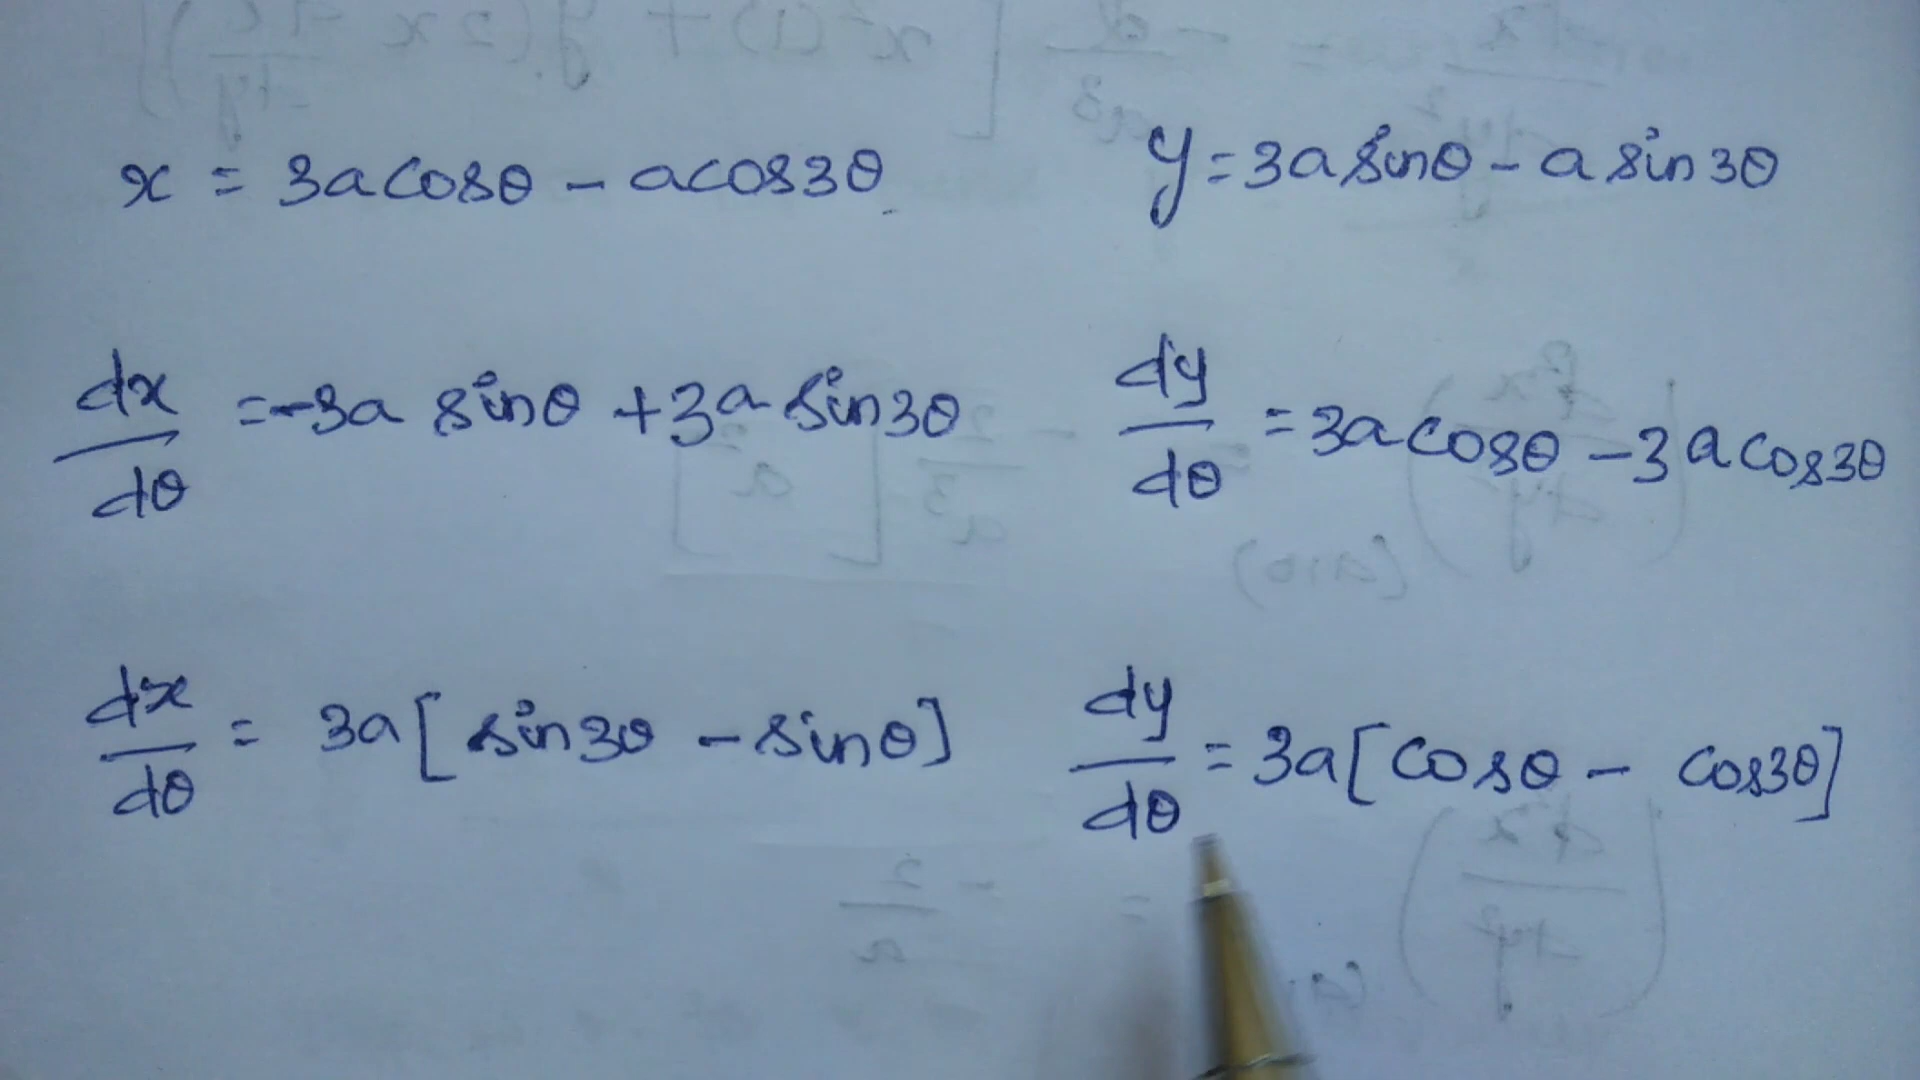 x = 3a cosθ - a cos3θ
y = 3a sinθ - a sin3θ
dx/dθ = -3a sinθ + 3a sin3θ
dy/dθ = 3a cosθ - 3a cos3θ
dx/dθ = 3a[sin3θ - sinθ]
dy/dθ = 3a[cosθ - cos3θ]